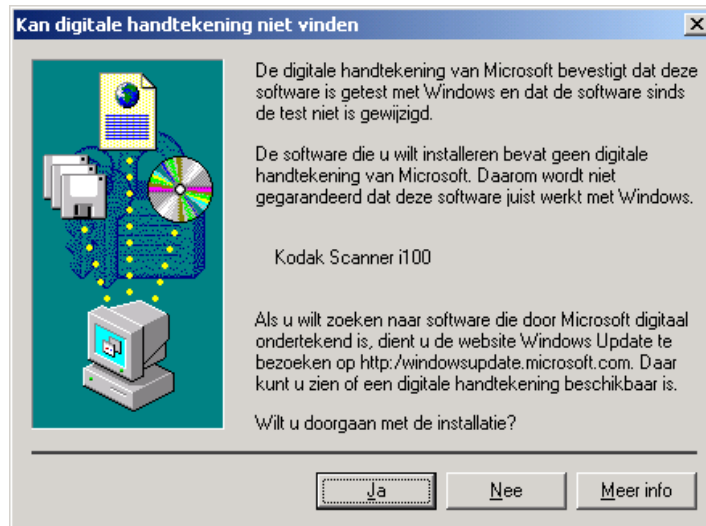 Kan digitale handtekening niet vinden
De digitale handtekening van Microsoft bevestigt dat deze
software is getest met Windows en dat de software sinds
de test niet is gewijzigd.
De software die u wilt installeren bevat geen digitale
handtekening van Microsoft. Daarom wordt niet
gegarandeerd dat deze software juist werkt met Windows.
Kodak Scanner i100
Als u wilt zoeken naar software die door Microsoft digitaal
ondertekend is, dient u de website Windows Update te
bezoeken op http:/windowsupdate.microsoft.com. Daar
kunt u zien of een digitale handtekening beschikbaar is.
Wilt u doorgaan met de installatie?
Ja Nee Meer info